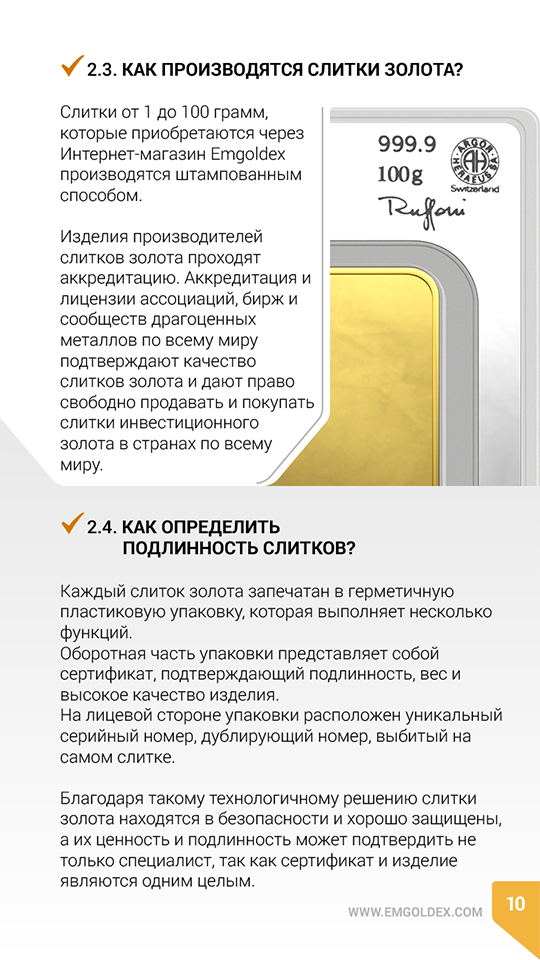 2.3. КАК ПРОИЗВОДЯТСЯ СЛИТКИ ЗОЛОТА?
Слитки от 1 до 100 грамм,
которые приобретаются через
Интернет-магазин Emgoldex
производятся штампованным
способом.
Изделия производителей
слитков золота проходят
аккредитацию. Аккредитация и
лицензии ассоциаций, бирж и
сообществ драгоценных
металлов по всему миру
подтверждают качество
слитков золота и дают право
свободно продавать и покупать
слитки инвестиционного
золота в странах по всему
миру.
999.9
100g
ARGOR
AH
HERAEUS SA
Switzerland
2.4. КАК ОПРЕДЕЛИТЬ
ПОДЛИННОСТЬ СЛИТКОВ?
Каждый слиток золота запечатан в герметичную
пластиковую упаковку, которая выполняет несколько
функций.
Оборотная часть упаковки представляет собой
сертификат, подтверждающий подлинность, вес и
высокое качество изделия.
На лицевой стороне упаковки расположен уникальный
серийный номер, дублирующий номер, выбитый на
самом слитке.
Благодаря такому технологичному решению слитки
золота находятся в безопасности и хорошо защищены,
а их ценность и подлинность может подтвердить не
только специалист, так как сертификат и изделие
являются одним целым.
WWW.EMGOLDEX.COM
10